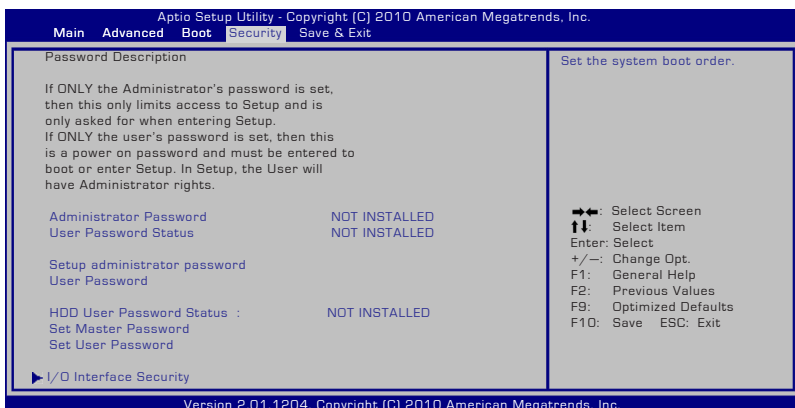 Aptio Setup Utility - Copyright (C) 2010 American Megatrends, Inc.
Main Advanced Boot Security Save & Exit
Password Description
If ONLY the Administrator's password is set,
then this only limits access to Setup and is
only asked for when entering Setup.
If ONLY the user's password is set, then this
is a power on password and must be entered to
boot or enter Setup. In Setup, the User will
have Administrator rights.
Administrator Password NOT INSTALLED
User Password Status NOT INSTALLED
Setup administrator password
User Password
HDD User Password Status : NOT INSTALLED
Set Master Password
Set User Password
I/O Interface Security
Set the system boot order.
→←: Select Screen
↑↓: Select Item
Enter: Select
+/—: Change Opt.
F1: General Help
F2: Previous Values
F9: Optimized Defaults
F10: Save ESC: Exit
Version 2.01.1204. Copyright (C) 2010 American Megatrends, Inc.